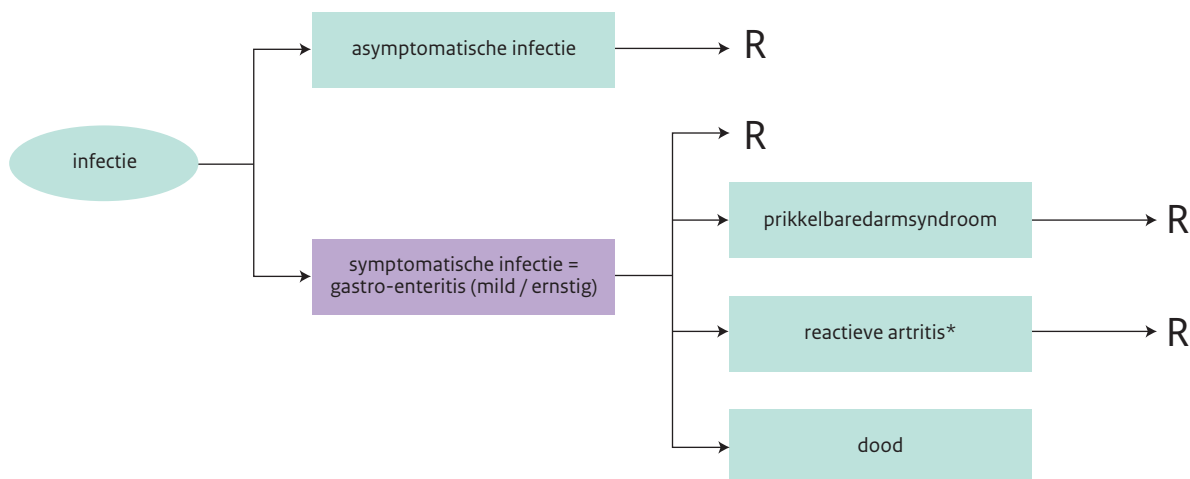 asymptomatische infectie
R
R
infectie
prikkelbaredarmsyndroom
R
symptomatische infectie =
gastro-enteritis (mild / ernstig)
reactieve artritis*
R
dood